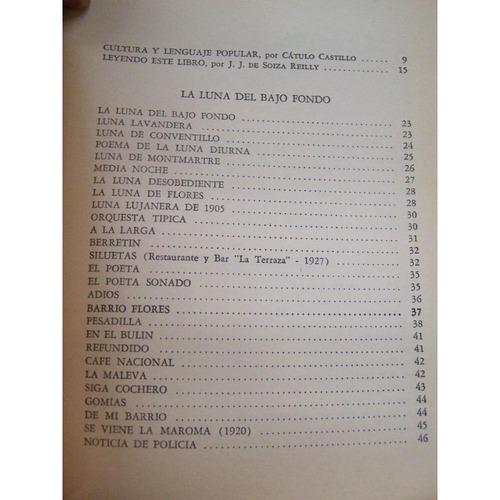 CULTURA Y LENGUAJE POPULAR, por CÁTULO CASTILLO ...... 9
LEYENDO ESTE LIBRO, por J. J. DE SOIZA REILLY ............... 15
LA LUNA DEL BAJO FONDO
LA LUNA DEL BAJO FONDO 23
LUNA LAVANDERA 23
LUNA DE CONVENTILLO 24
POEMA DE LA LUNA DIURNA 25
LUNA DE MONTMARTRE 26
MEDIA NOCHE 27
LA LUNA DESOBEDIENTE 28
LA LUNA DE FLORES 28
LUNA LUJANERA DE 1905 30
ORQUESTA TIPICA 30
A LA LARGA 31
BERRETIN 32
SILUETAS (Restaurante y Bar "La Terraza" - 1927) 32
EL POETA 35
EL POETA SONADO 35
ADIOS 36
BARRIO FLORES 37
PESADILLA 38
EN EL BULIN 41
REFUNDIDO 41
CAFE NACIONAL 42
LA MALEVA 42
SIGA COCHERO 43
GOMIAS 44
DE MI BARRIO 44
SE VIENE LA MAROMA (1920) 45
NOTICIA DE POLICIA 46